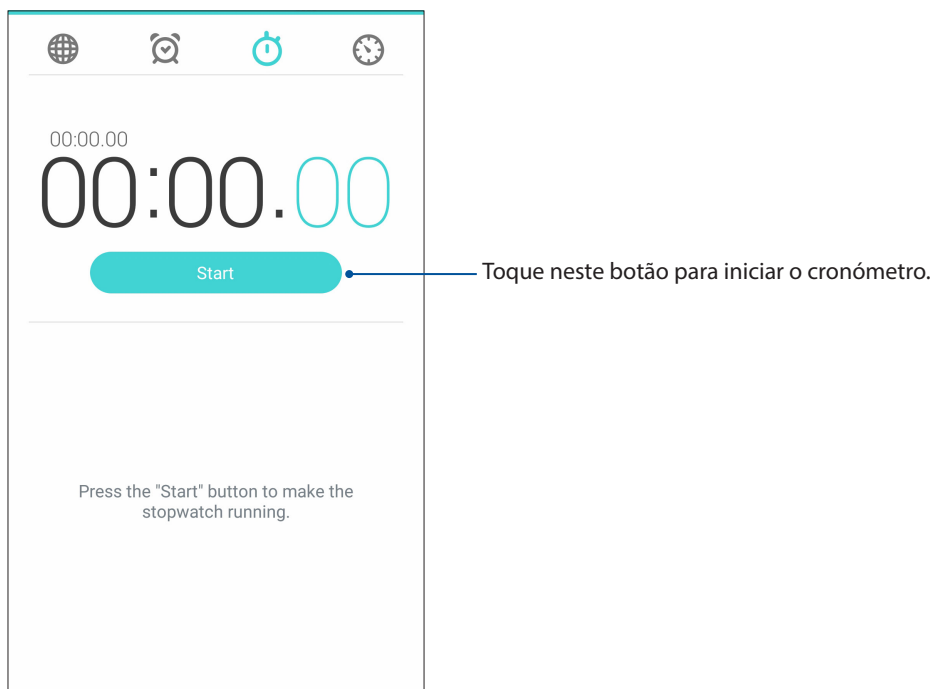 00:00.00
00:00.00
Start
Toque neste botão para iniciar o cronómetro.
Press the "Start" button to make the
stopwatch running.